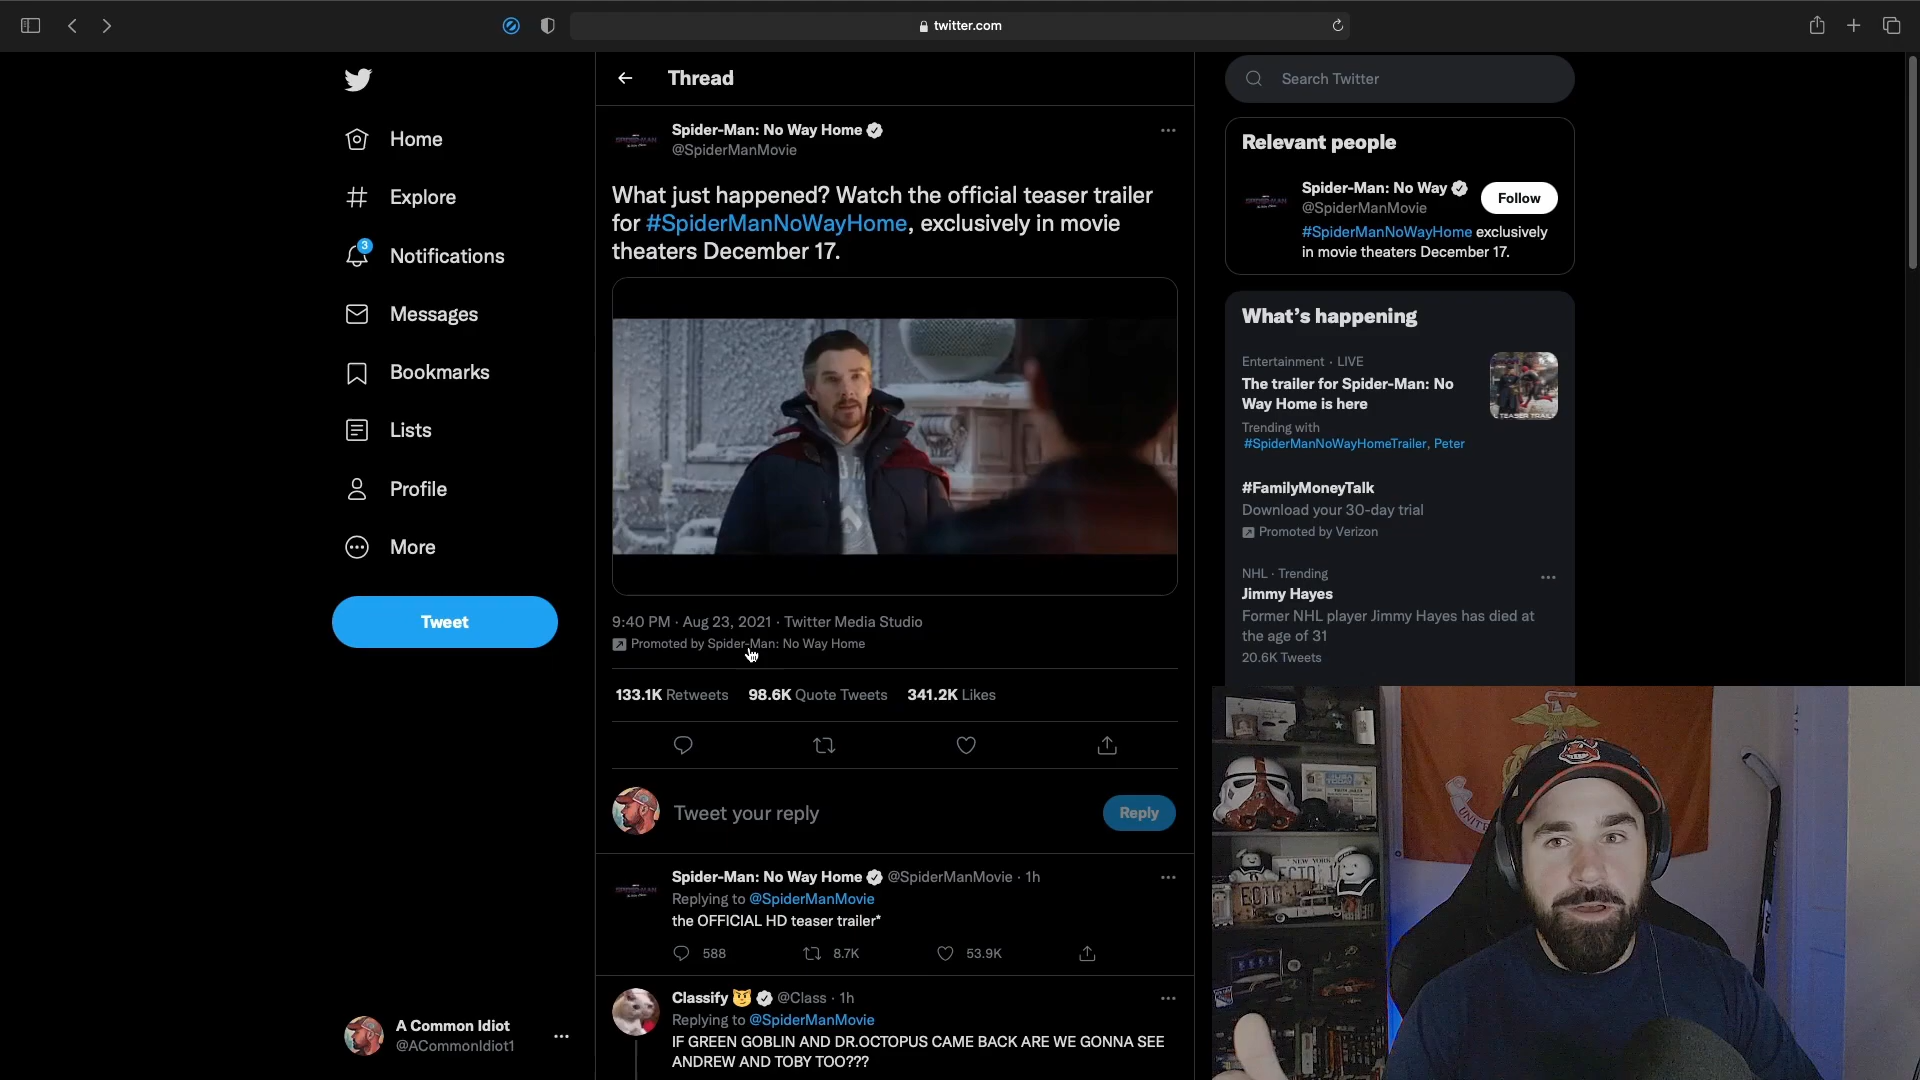 twitter.com
Home
Explore
3
Notifications
Messages
Bookmarks
Lists
Profile
More
Tweet
A Common Idiot
@ACommonIdiot1
Thread
Spider-Man: No Way Home
@SpiderManMovie
What just happened? Watch the official teaser trailer
for #SpiderManNoWayHome, exclusively in movie
theaters December 17.
9:40 PM · Aug 23, 2021 · Twitter Media Studio
Promoted by Spider-Man: No Way Home
133.1K Retweets 98.6K Quote Tweets 341.2K Likes
Tweet your reply
Reply
Spider-Man: No Way Home @SpiderManMovie · 1h
Replying to @SpiderManMovie
the OFFICIAL HD teaser trailer*
588 8.7K 53.9K
Classify 😼 @Class · 1h
Replying to @SpiderManMovie
IF GREEN GOBLIN AND DR.OCTOPUS CAME BACK ARE WE GONNA SEE
ANDREW AND TOBY TOO???
Search Twitter
Relevant people
Spider-Man: No Way
@SpiderManMovie
Follow
#SpiderManNoWayHome exclusively
in movie theaters December 17.
What's happening
Entertainment · LIVE
The trailer for Spider-Man: No
Way Home is here
Trending with
#SpiderManNoWayHomeTrailer, Peter
#FamilyMoneyTalk
Download your 30-day trial
Promoted by Verizon
NHL · Trending
Jimmy Hayes
Former NHL player Jimmy Hayes has died at
the age of 31
20.6K Tweets
NEW YORK